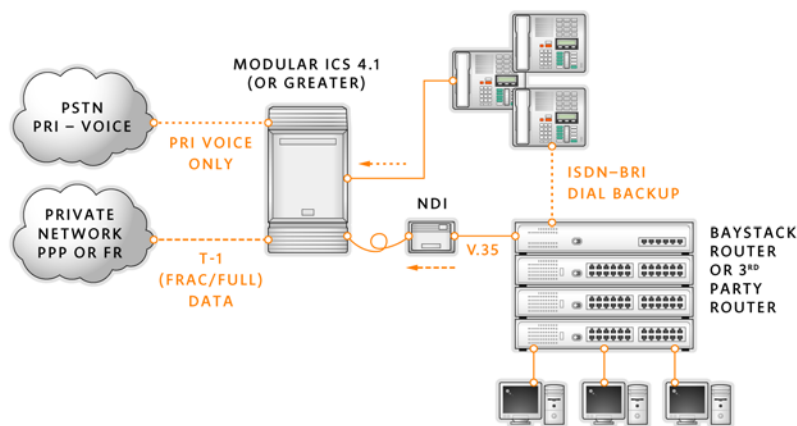 MODULAR ICS 4.1
(OR GREATER)
PSTN
PRI – VOICE
PRI VOICE
ONLY
PRIVATE
NETWORK
PPP OR FR
T-1
(FRAC/FULL)
DATA
NDI
V.35
ISDN–BRI
DIAL BACKUP
BAYSTACK
ROUTER
OR 3RD
PARTY
ROUTER